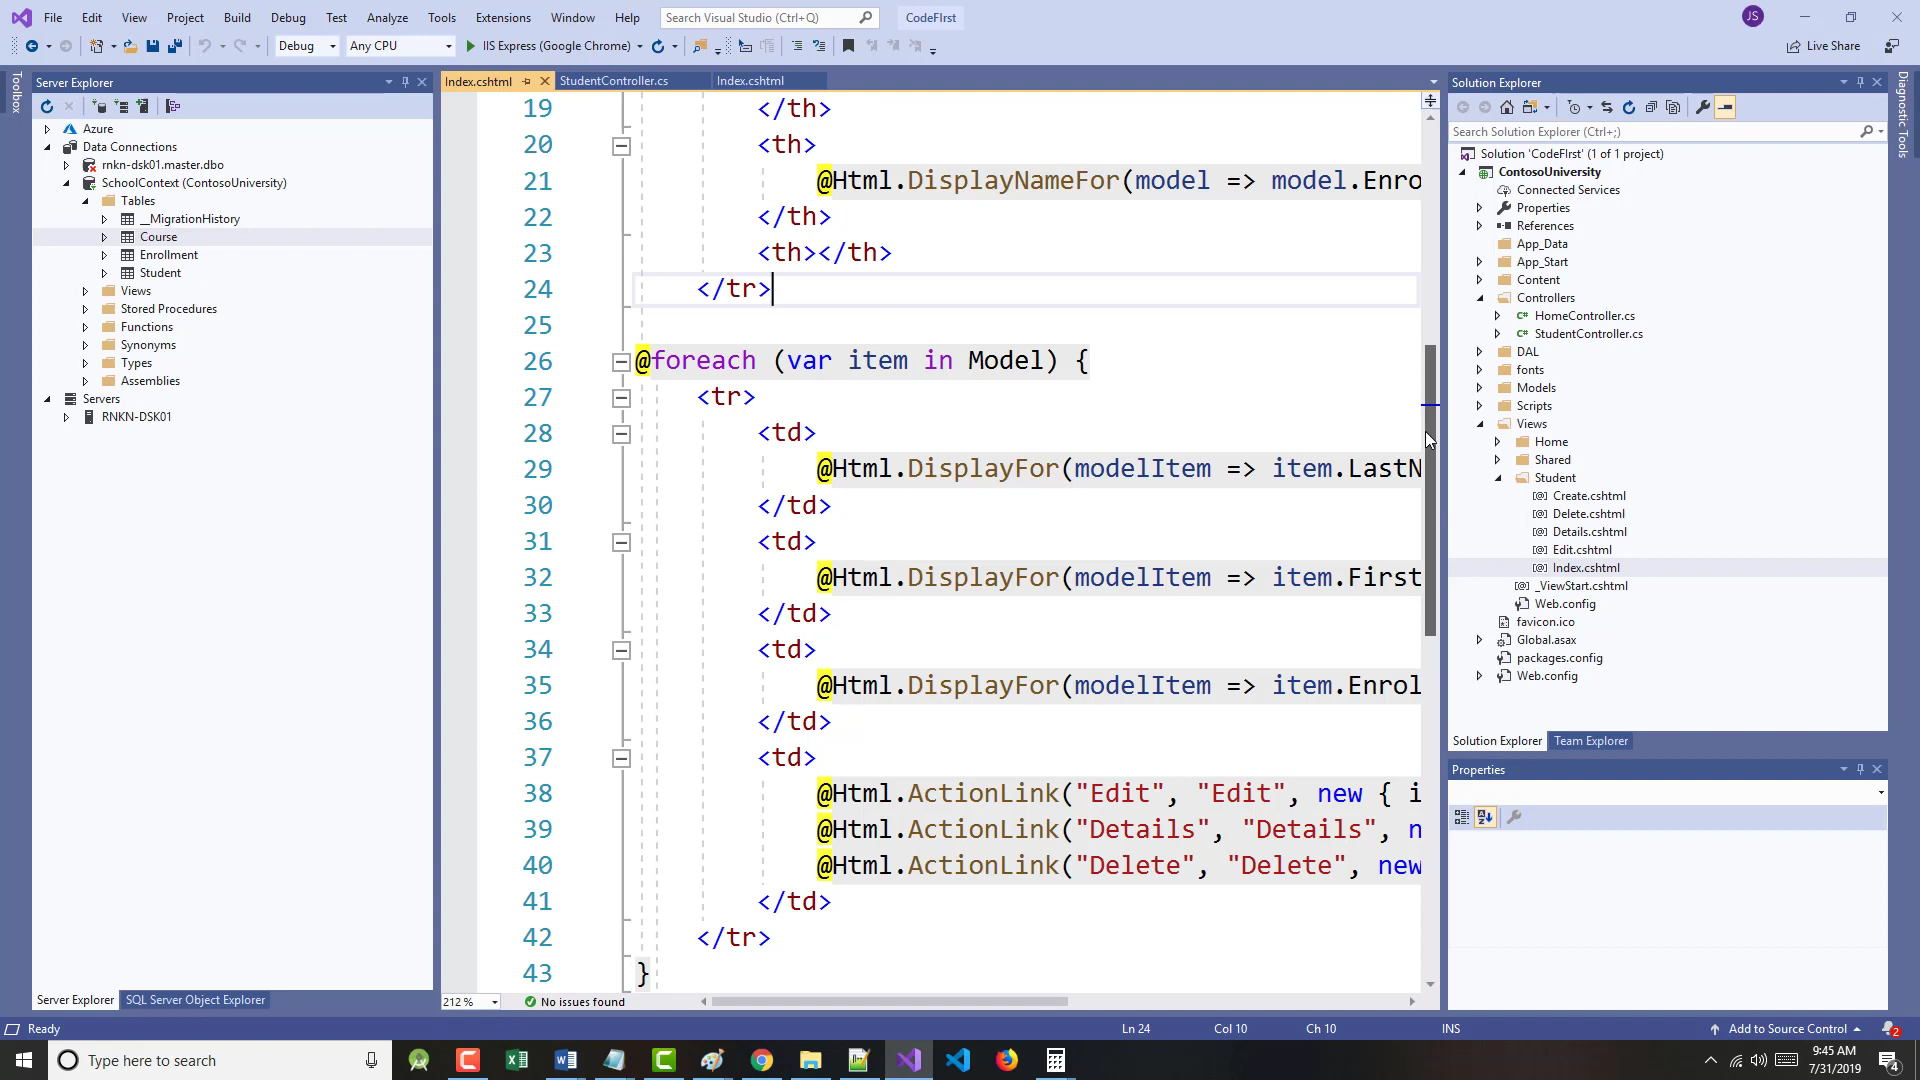 File Edit View Project Build Debug Test Analyze Tools Extensions Window Help Search Visual Studio (Ctrl+Q) CodeFIrst JS
Debug Any CPU IIS Express (Google Chrome) Live Share
Toolbox
Server Explorer
Azure
Data Connections
rnkn-dsk01.master.dbo
SchoolContext (ContosoUniversity)
Tables
__MigrationHistory
Course
Enrollment
Student
Views
Stored Procedures
Functions
Synonyms
Types
Assemblies
Servers
RNKN-DSK01
Server Explorer SQL Server Object Explorer
Index.cshtml StudentController.cs Index.cshtml
19 </th>
20 <th>
21 @Html.DisplayNameFor(model => model.Enro
22 </th>
23 <th></th>
24 </tr>
25
26 @foreach (var item in Model) {
27 <tr>
28 <td>
29 @Html.DisplayFor(modelItem => item.LastN
30 </td>
31 <td>
32 @Html.DisplayFor(modelItem => item.First
33 </td>
34 <td>
35 @Html.DisplayFor(modelItem => item.Enrol
36 </td>
37 <td>
38 @Html.ActionLink("Edit", "Edit", new { i
39 @Html.ActionLink("Details", "Details", n
40 @Html.ActionLink("Delete", "Delete", new
41 </td>
42 </tr>
43 }
212 % No issues found
Solution Explorer
Search Solution Explorer (Ctrl+;)
Solution 'CodeFIrst' (1 of 1 project)
ContosoUniversity
Connected Services
Properties
References
App_Data
App_Start
Content
Controllers
HomeController.cs
StudentController.cs
DAL
fonts
Models
Scripts
Views
Home
Shared
Student
Create.cshtml
Delete.cshtml
Details.cshtml
Edit.cshtml
Index.cshtml
_ViewStart.cshtml
Web.config
favicon.ico
Global.asax
packages.config
Web.config
Solution Explorer Team Explorer
Properties
Diagnostic Tools
Ready Ln 24 Col 10 Ch 10 INS Add to Source Control 2
Type here to search
9:45 AM
7/31/2019
4